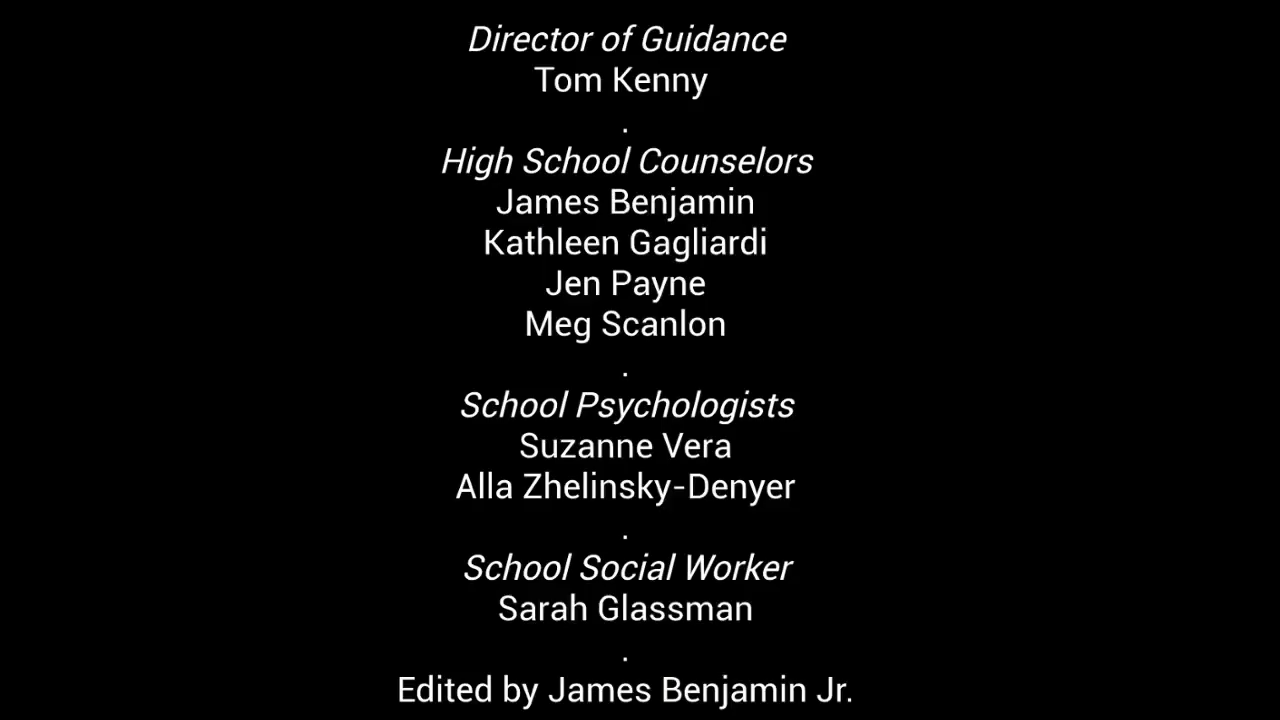 Director of Guidance
Tom Kenny
.
High School Counselors
James Benjamin
Kathleen Gagliardi
Jen Payne
Meg Scanlon
.
School Psychologists
Suzanne Vera
Alla Zhelinsky-Denyer
.
School Social Worker
Sarah Glassman
.
Edited by James Benjamin Jr.